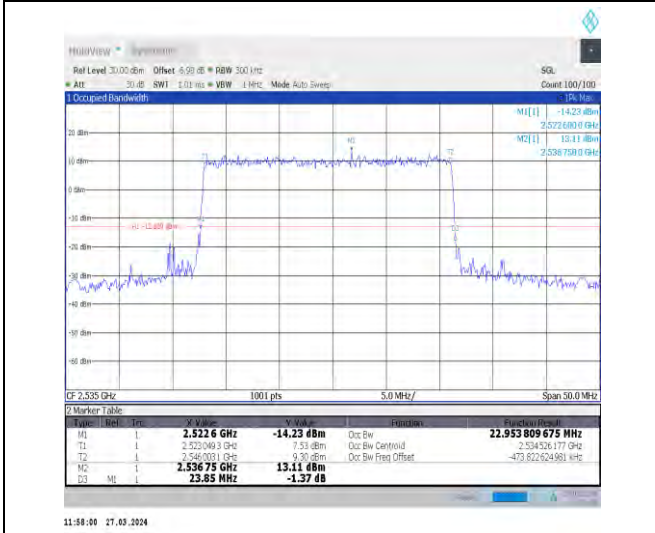 MultiView Spectrum
Ref Level 30.00 dBm Offset 6.90 dB RBW 300 kHz SGL
Att 30 dB SWT 1.01 ms VBW 1 MHz Mode Auto Sweep Count 100/100
1 Occupied Bandwidth 1Pk Max
M1[1] -14.23 dBm
2.522600 0 GHz
M2[1] 13.11 dBm
2.536750 0 GHz
20 dBm
10 dBm
0 dBm
-10 dBm
-20 dBm
-30 dBm
-40 dBm
-50 dBm
-60 dBm
M2
T2
CF 2.535 GHz 1001 pts 5.0 MHz/ Span 50.0 MHz
2 Marker Table
Type Ref Trc X-Value Y-Value Function Function Result
M1 1 2.522 6 GHz -14.23 dBm Occ Bw 22.953 809 675 MHz
T1 1 2.523 049 3 GHz 7.53 dBm Occ Bw Centroid 2.534 526 177 GHz
T2 1 2.546 003 1 GHz 9.30 dBm Occ Bw Freq Offset -473.822 624 981 kHz
M2 1 2.536 75 GHz 13.11 dBm
D3 M1 1 23.85 MHz -1.37 dB
11:58:00 27.03.2024